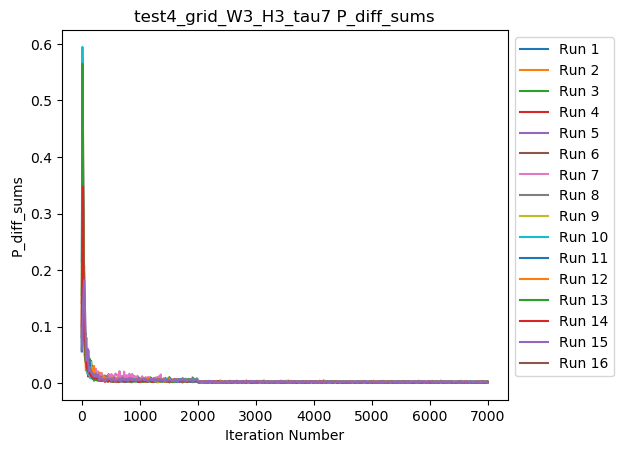 test4_grid_W3_H3_tau7 P_diff_sums
0.6
0.5
0.4
0.3
0.2
0.1
0.0
P_diff_sums
0
1000
2000
3000
4000
5000
6000
7000
Iteration Number
Run 1
Run 2
Run 3
Run 4
Run 5
Run 6
Run 7
Run 8
Run 9
Run 10
Run 11
Run 12
Run 13
Run 14
Run 15
Run 16